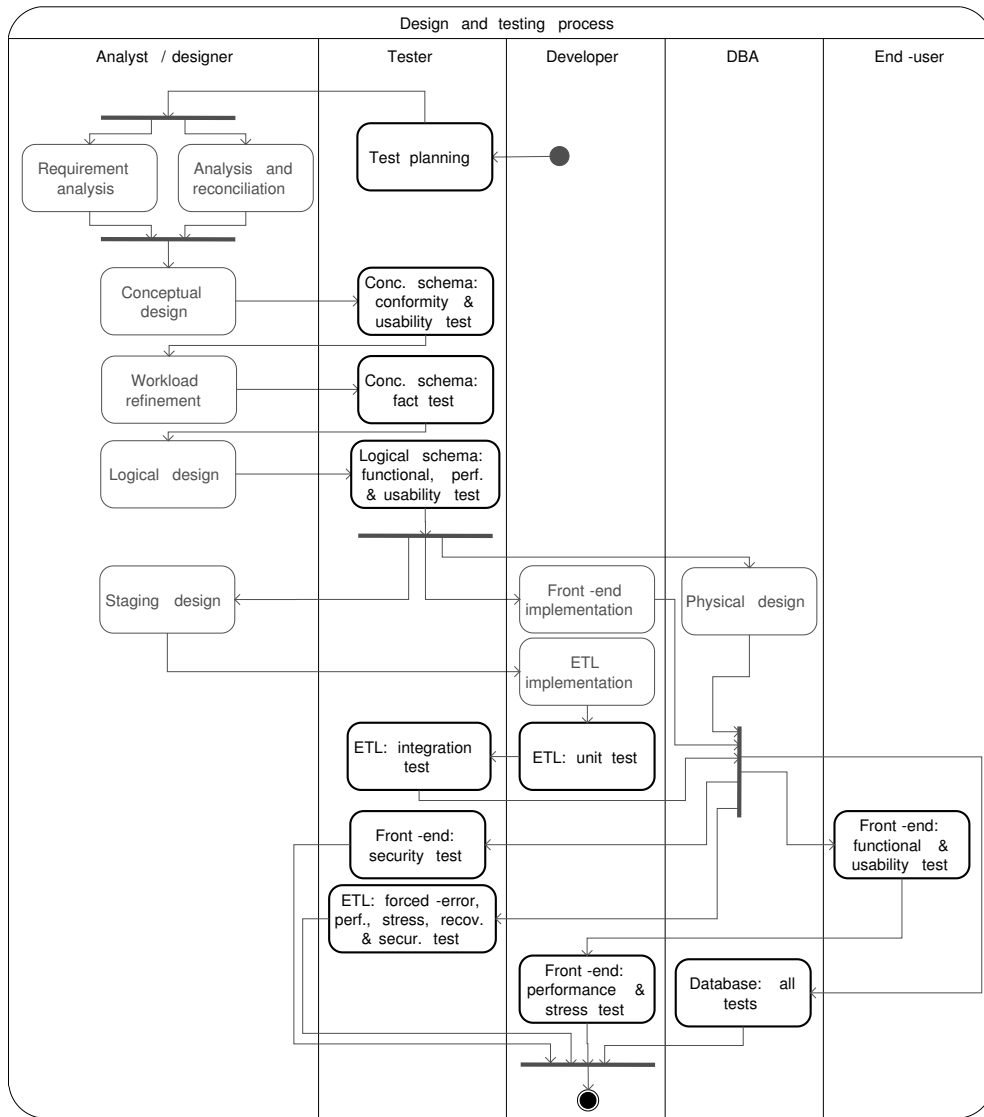 Design and testing process
Analyst / designer
Tester
Developer
DBA
End -user
Test planning
Requirement
analysis
Analysis and
reconciliation
Conceptual
design
Conc. schema:
conformity &
usability test
Workload
refinement
Conc. schema:
fact test
Logical design
Logical schema:
functional, perf.
& usability test
Staging design
Front -end
implementation
Physical design
ETL
implementation
ETL: integration
test
ETL: unit test
Front -end:
security test
Front -end:
functional &
usability test
ETL: forced -error,
perf., stress, recov.
& secur. test
Front -end:
performance &
stress test
Database: all
tests